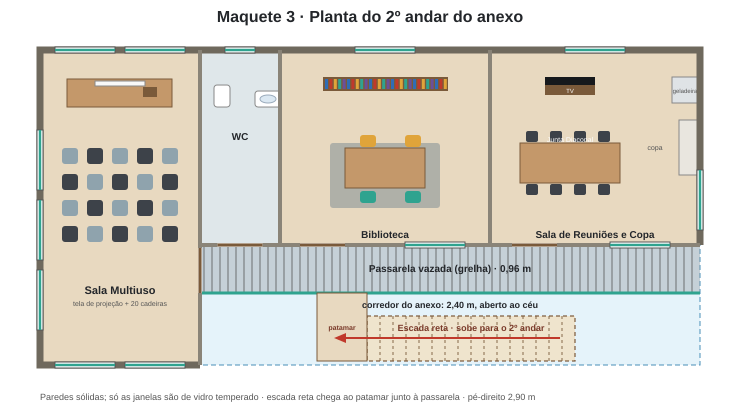 Maquete 3 · Planta do 2º andar do anexo
TV
geladeira
WC
copa
Biblioteca
Sala de Reuniões e Copa
Passarela vazada (grelha) · 0,96 m
Sala Multiuso
tela de projeção + 20 cadeiras
corredor do anexo: 2,40 m, aberto ao céu
patamar
Escada reta · sobe para o 2º andar
Paredes sólidas; só as janelas são de vidro temperado · escada reta chega ao patamar junto à passarela · pé-direito 2,90 m